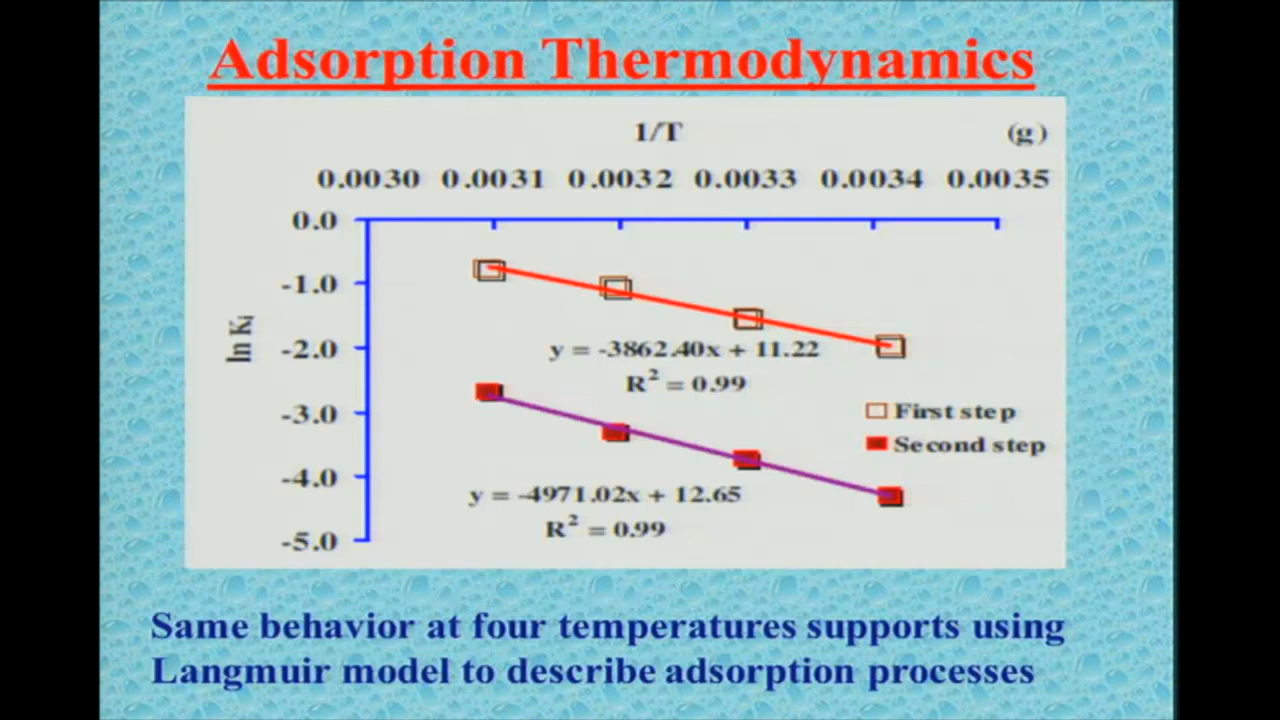 Adsorption Thermodynamics
1/T
(g)
0.0030 0.0031 0.0032 0.0033 0.0034 0.0035
0.0
-1.0
-2.0
-3.0
-4.0
-5.0
ln Ki
y = -3862.40x + 11.22
R² = 0.99
First step
Second step
y = -4971.02x + 12.65
R² = 0.99
Same behavior at four temperatures supports using
Langmuir model to describe adsorption processes